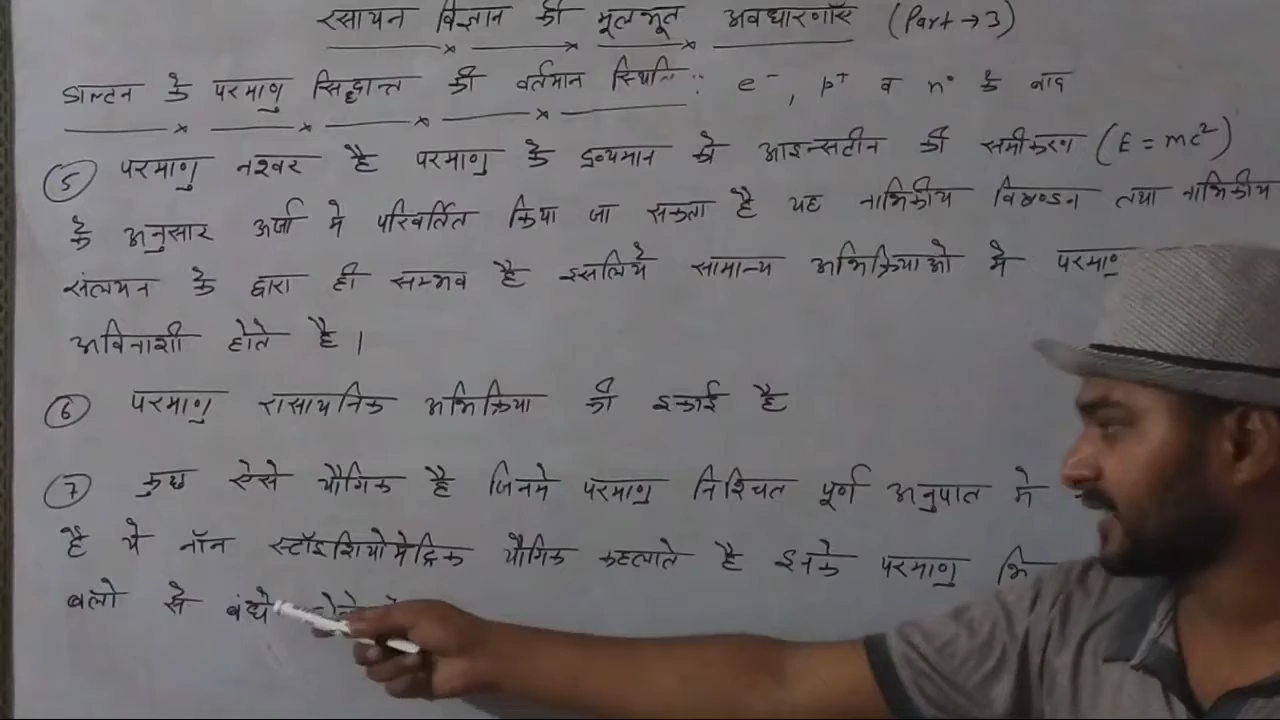 रसायन विज्ञान की मूलभूत अवधारणाँए (Part → 3)
डाल्टन के परमाणु सिद्धान्त की वर्तमान स्थिति :: e⁻, p⁺ व n⁰ के बाद
⑤ परमाणु नश्वर है परमाणु के द्रव्यमान को आइन्सटीन की समीकरण (E = mc²)
के अनुसार ऊर्जा मे परिवर्तित किया जा सकता है यह नाभिकीय विखण्डन तथा नाभिकीय
संलयन के द्वारा ही सम्भव है इसलिये सामान्य अभिक्रियाओ मे परमाणु
अविनाशी होते है।
⑥ परमाणु रासायनिक अभिक्रिया की इकाई है
⑦ कुछ ऐसे यौगिक है जिनमे परमाणु निश्चित पूर्ण अनुपात मे
है ये नॉन स्टॉइशियोमेट्रिक यौगिक कहलाते है इनके परमाणु
बलो से बंधे